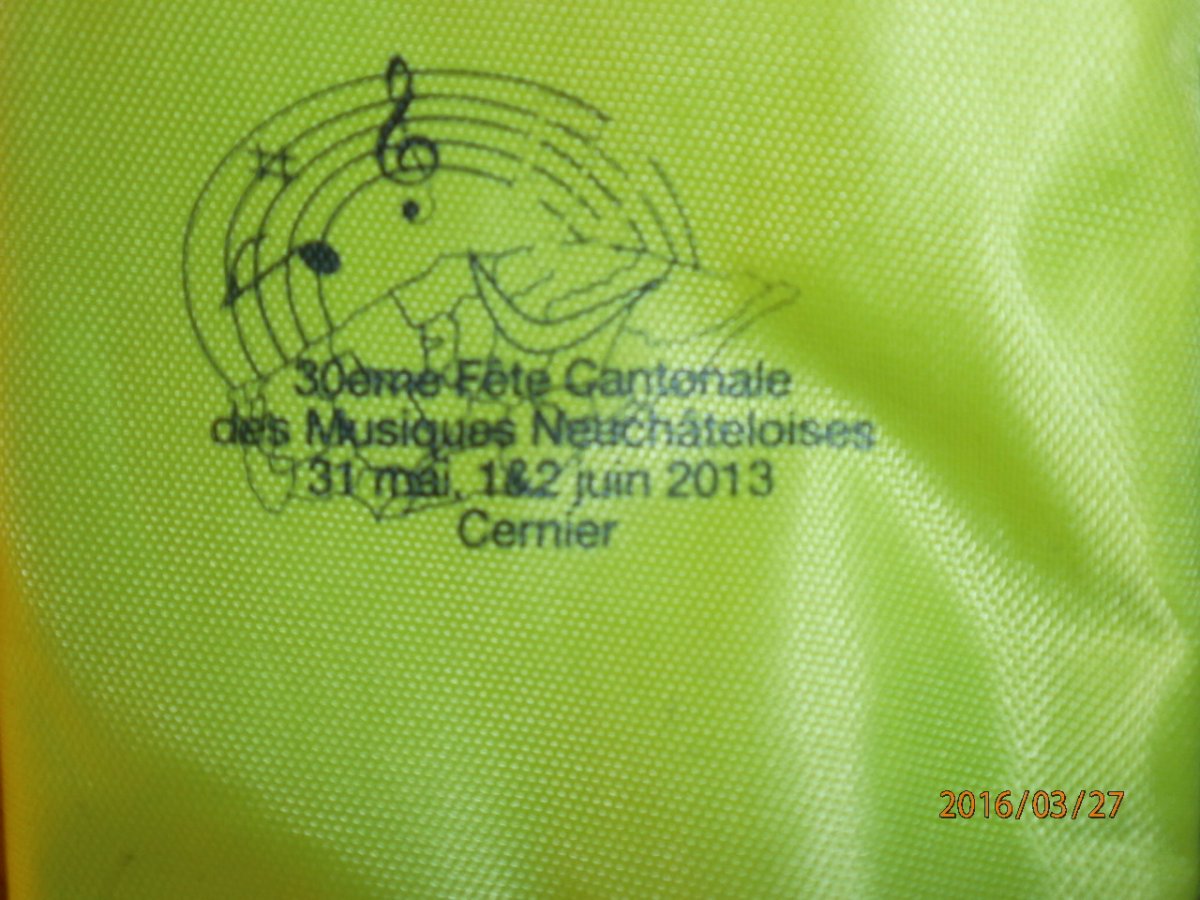 30ème Fête Cantonale
des Musiques Neuchâteloises
31 mai, 1&2 juin 2013
Cernier
2016/03/27